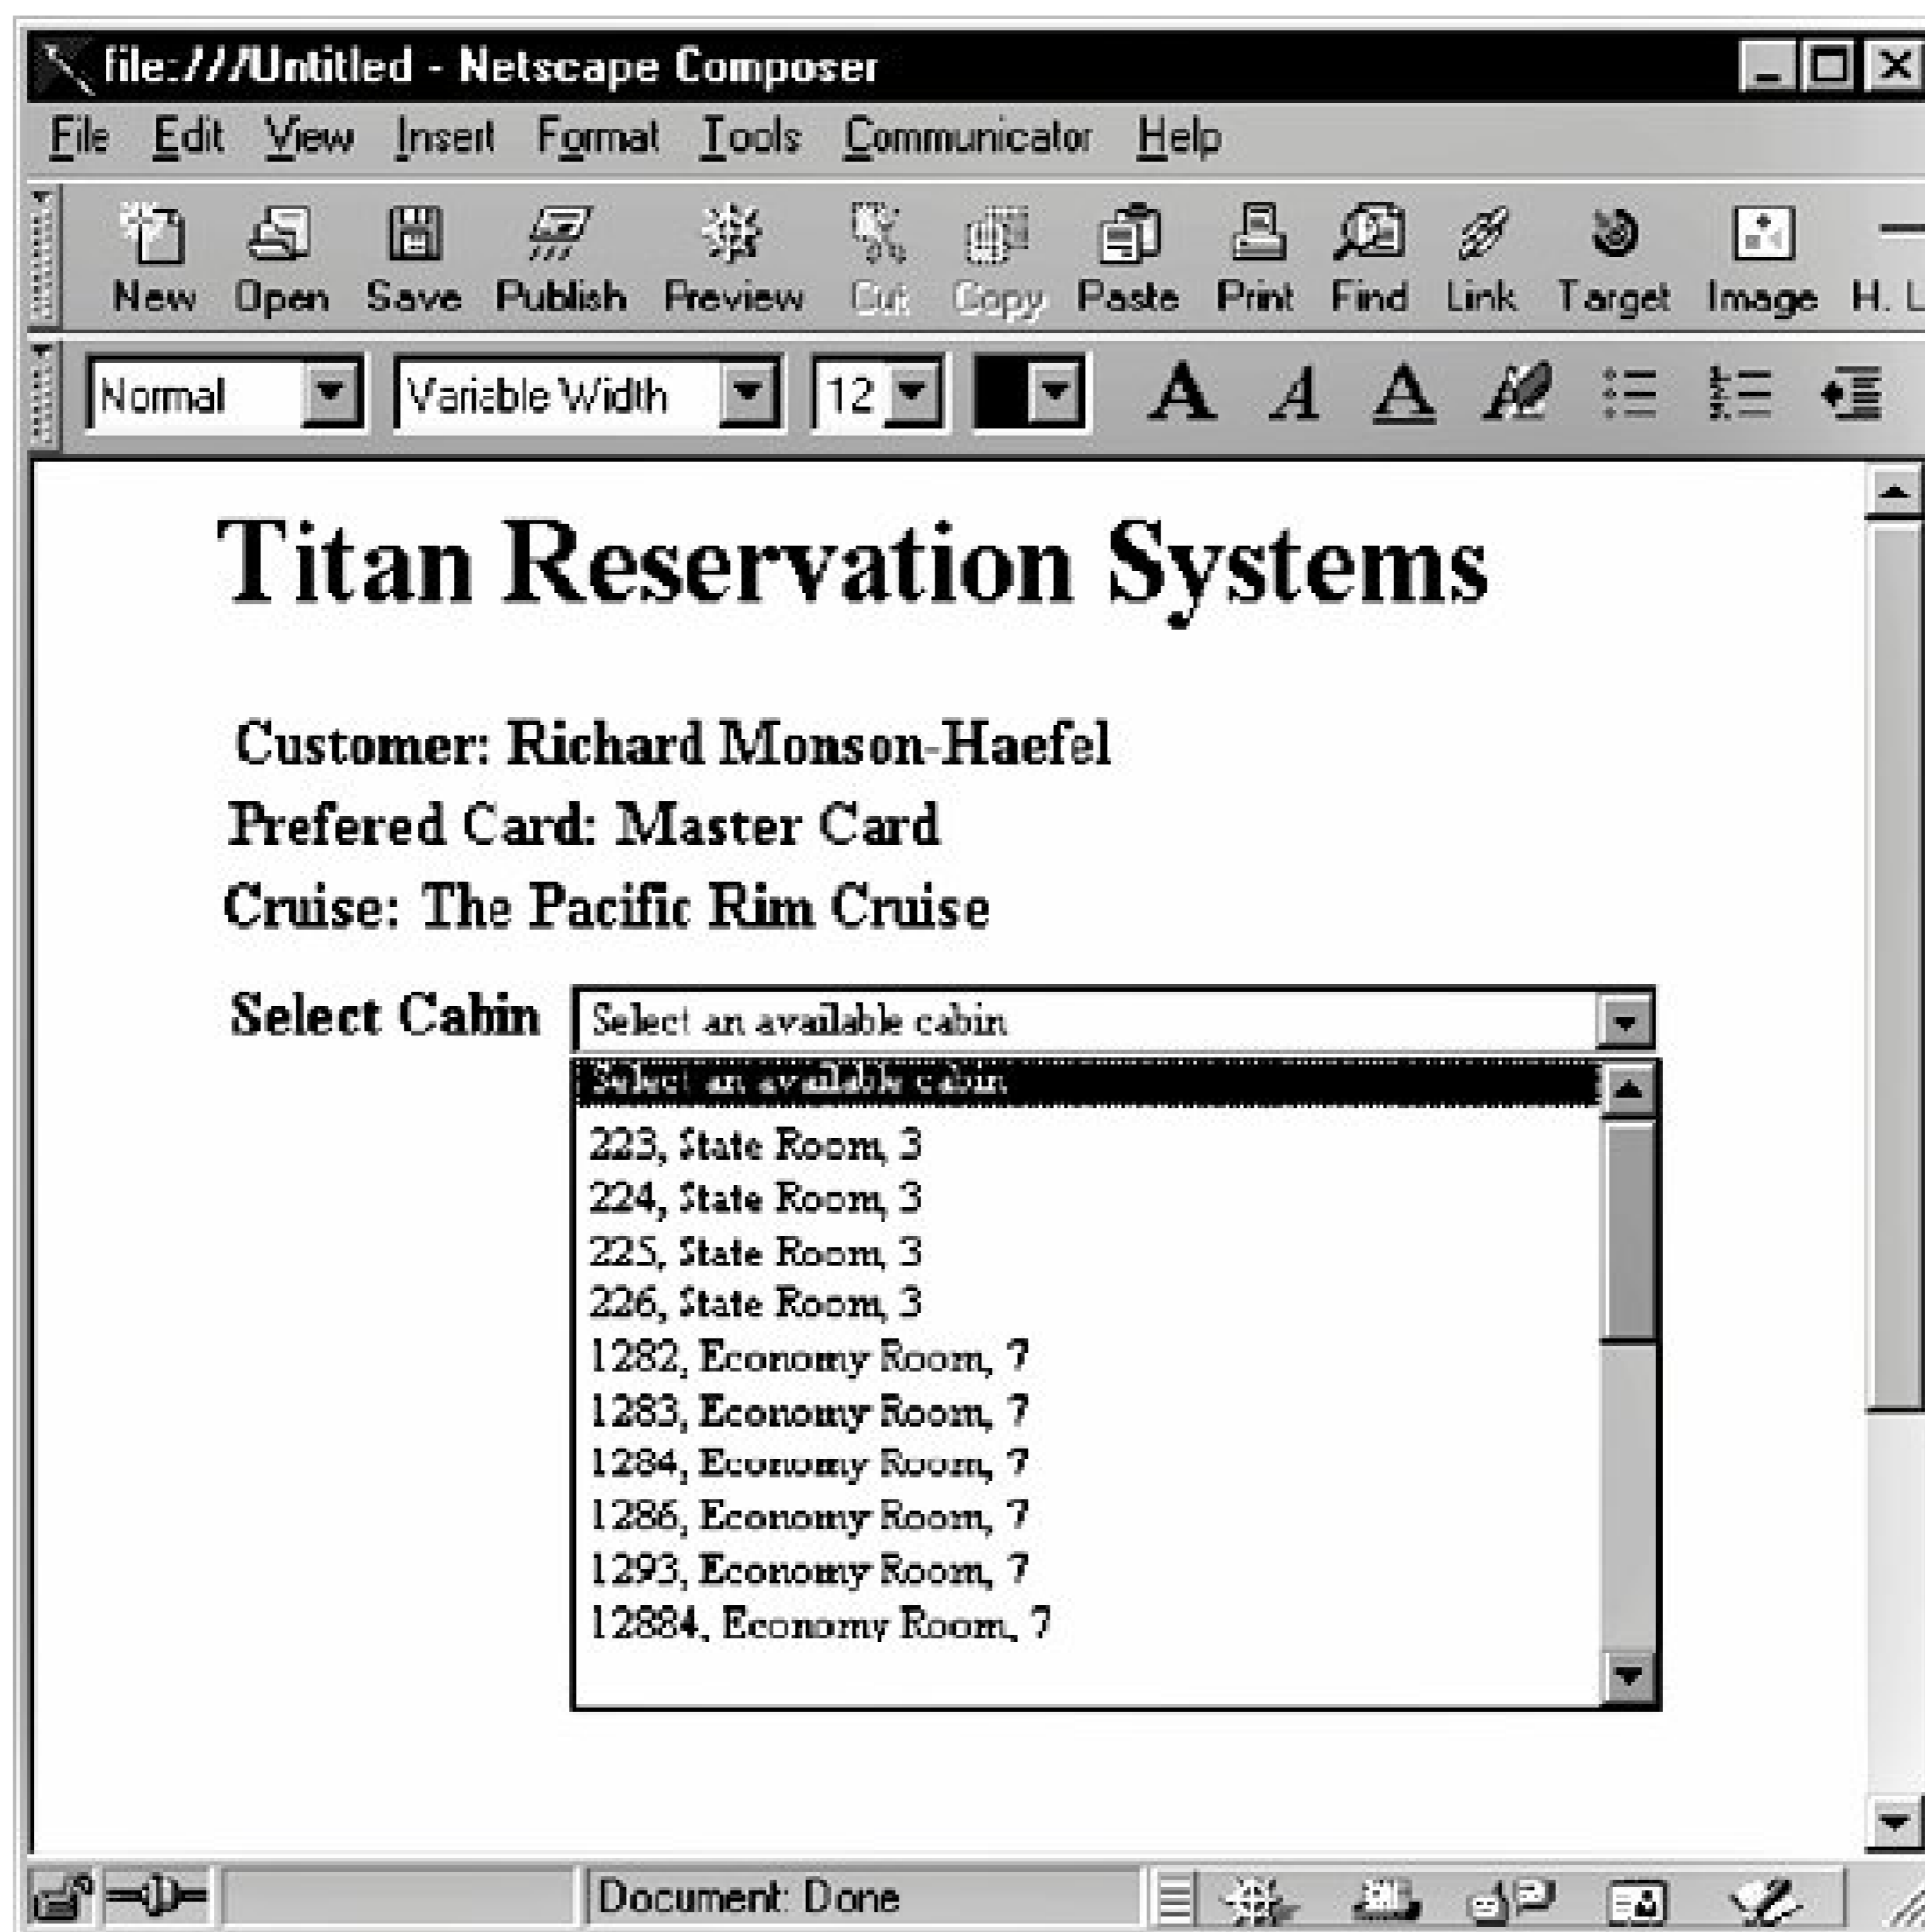 file:///Untitled - Netscape Composer
File Edit View Insert Format Tools Communicator Help
New Open Save Publish Preview Cut Copy Paste Print Find Link Target Image H. L
Normal Variable Width 12 A A A
Titan Reservation Systems
Customer: Richard Monson-Haefel
Prefered Card: Master Card
Cruise: The Pacific Rim Cruise
Select Cabin Select an available cabin
Select an available cabin
223, State Room, 3
224, State Room, 3
225, State Room, 3
226, State Room, 3
1282, Economy Room, 7
1283, Economy Room, 7
1284, Economy Room, 7
1286, Economy Room, 7
1293, Economy Room, 7
12884, Economy Room, 7
Document: Done